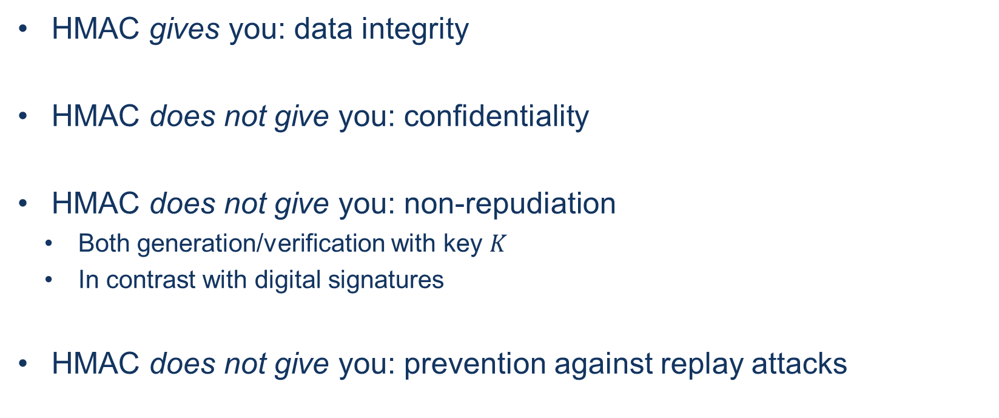 • HMAC gives you: data integrity
• HMAC does not give you: confidentiality
• HMAC does not give you: non-repudiation
• Both generation/verification with key K
• In contrast with digital signatures
• HMAC does not give you: prevention against replay attacks